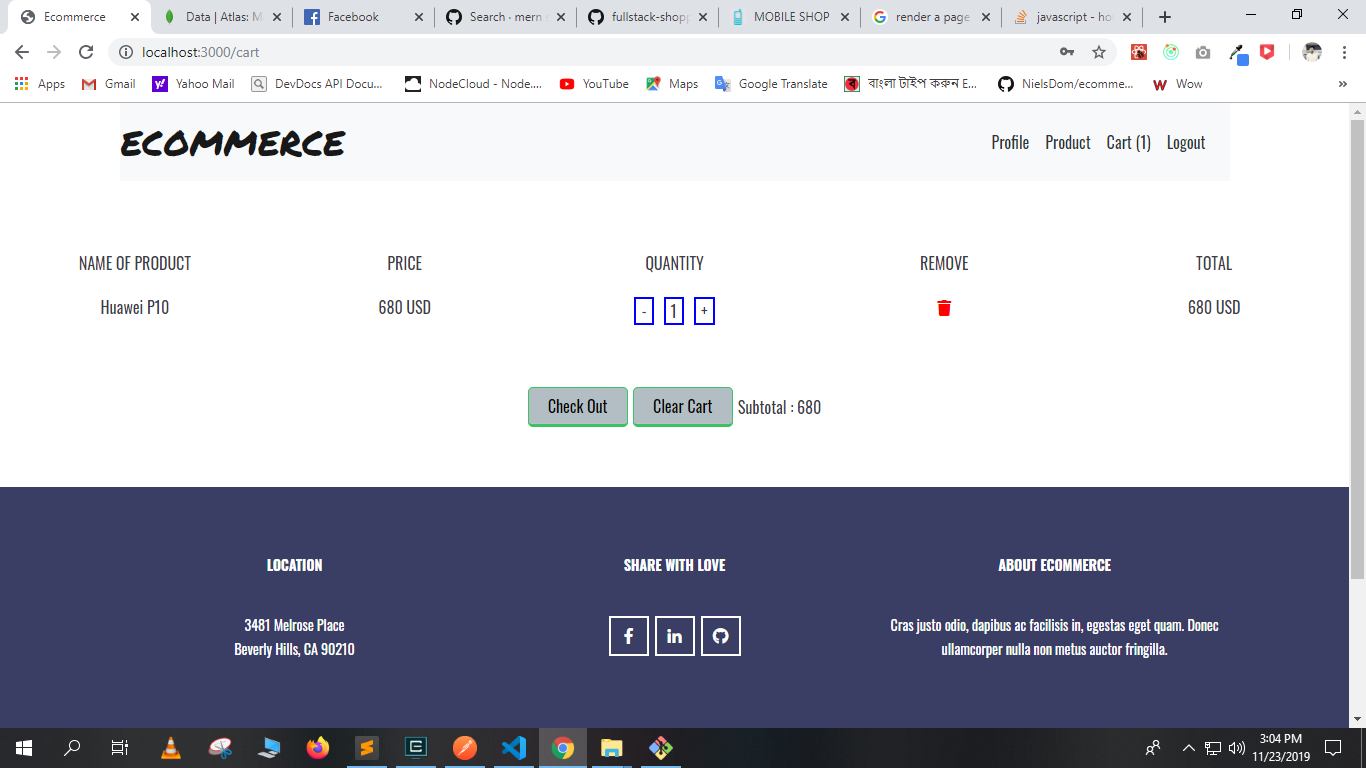 Ecommerce
Data | Atlas: M
Facebook
Search · mern
fullstack-shopp
MOBILE SHOP
render a page
javascript - ho
localhost:3000/cart
Apps
Gmail
Yahoo Mail
DevDocs API Docu...
NodeCloud - Node....
YouTube
Maps
Google Translate
বাংলা টাইপ করুন E...
NielsDom/ecomme...
Wow
»
ECOMMERCE
Profile Product Cart (1) Logout
NAME OF PRODUCT PRICE QUANTITY REMOVE TOTAL
Huawei P10 680 USD - 1 + 680 USD
Check Out Clear Cart Subtotal : 680
LOCATION
3481 Melrose Place
Beverly Hills, CA 90210
SHARE WITH LOVE
ABOUT ECOMMERCE
Cras justo odio, dapibus ac facilisis in, egestas eget quam. Donec
ullamcorper nulla non metus auctor fringilla.
3:04 PM
11/23/2019